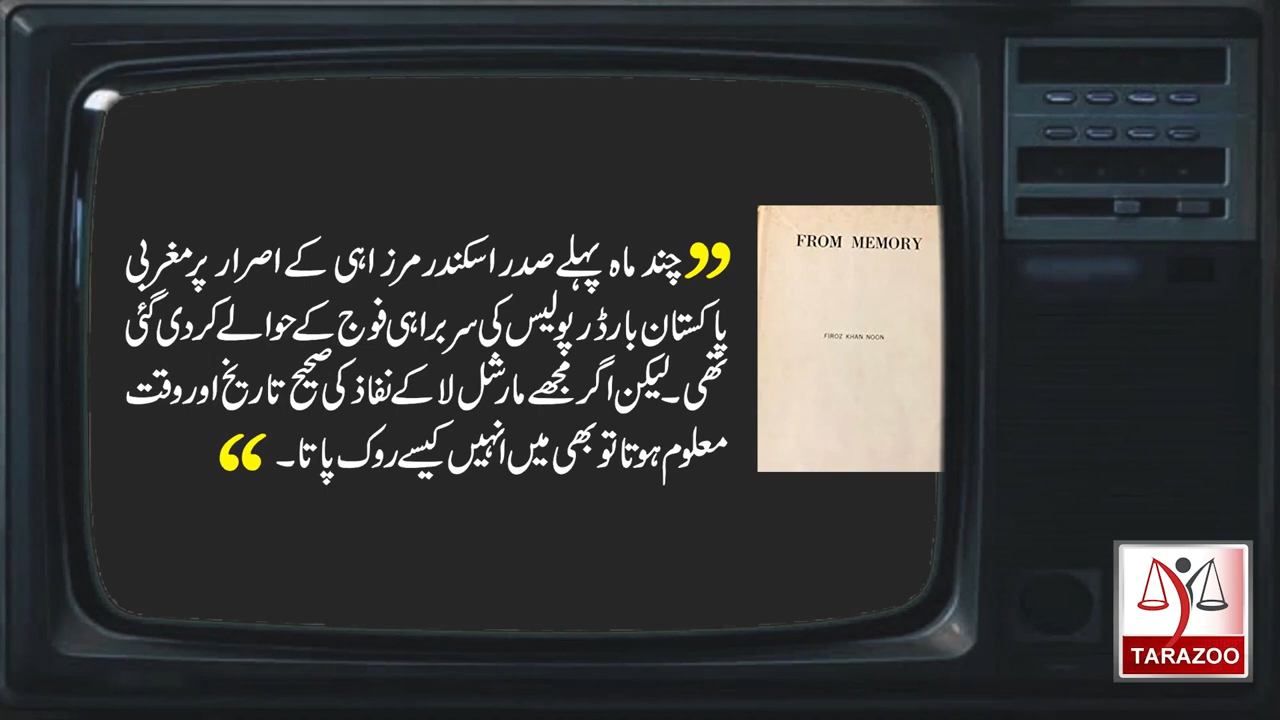 ”چند ماہ پہلے صدر اسکندر مرزا ہی کے اصرار پر مغربی
پاکستان بارڈر پولیس کی سربراہی فوج کے حوالے کر دی گئی
تھی۔ لیکن اگر مجھے مارشل لا کے نفاذ کی صحیح تاریخ اور وقت
معلوم ہوتا تو بھی میں انہیں کیسے روک پاتا۔“
FROM MEMORY
FIROZ KHAN NOON
TARAZOO